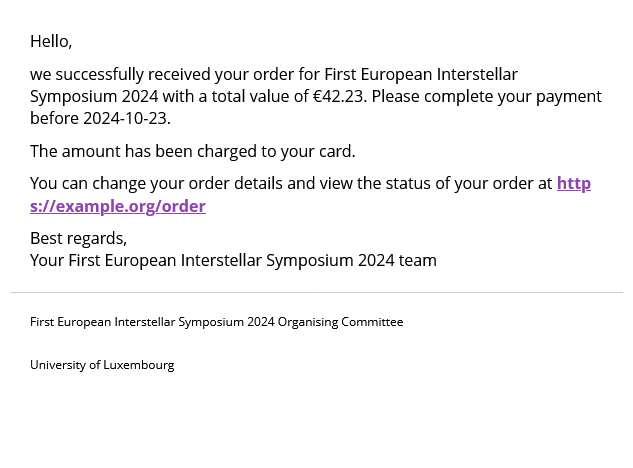 Hello,
we successfully received your order for First European Interstellar
Symposium 2024 with a total value of €42.23. Please complete your payment
before 2024-10-23.
The amount has been charged to your card.
You can change your order details and view the status of your order at http
s://example.org/order
Best regards,
Your First European Interstellar Symposium 2024 team
First European Interstellar Symposium 2024 Organising Committee
University of Luxembourg